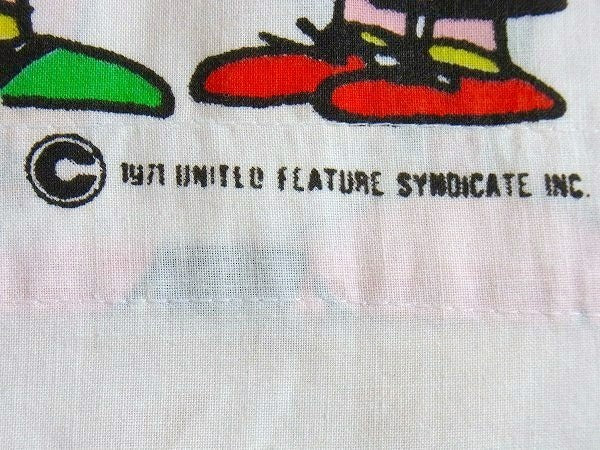 © 1971 UNITED FEATURE SYNDICATE INC.